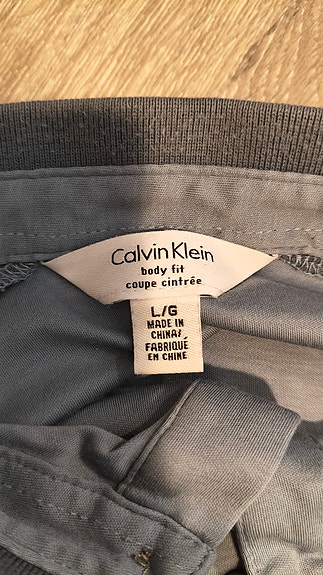 Calvin Klein
body fit
coupe cintrée
L/G
MADE IN
CHINA/
FABRIQUÉ
EN CHINE